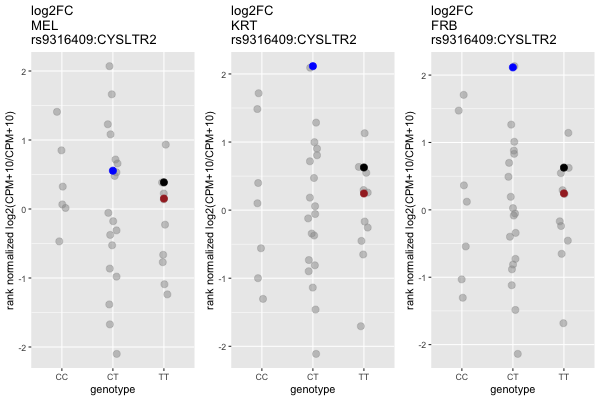 log2FC
MEL
rs9316409:CYSLTR2
rank normalized log2(CPM+10/CPM+10)
2
1
0
-1
-2
CC CT TT
genotype
log2FC
KRT
rs9316409:CYSLTR2
rank normalized log2(CPM+10/CPM+10)
2
1
0
-1
-2
CC CT TT
genotype
log2FC
FRB
rs9316409:CYSLTR2
rank normalized log2(CPM+10/CPM+10)
2
1
0
-1
-2
CC CT TT
genotype